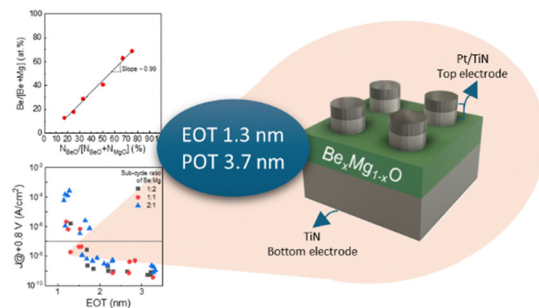 Be/[Be+Mg] (at.%)
100
80
60
40
20
0
Slope ~ 0.99
0 10 20 30 40 50 60 70 80 90 100
N_BeO/[N_BeO+N_MgO] (%)
J@+0.8 V (A/cm²)
10⁻²
10⁻⁴
10⁻⁶
10⁻⁸
10⁻¹⁰
Sub-cycle ratio
of Be:Mg
1:2
1:1
2:1
1 2 3
EOT (nm)
EOT 1.3 nm
POT 3.7 nm
Pt/TiN
Top electrode
BeₓMg₁₋ₓO
TiN
Bottom electrode